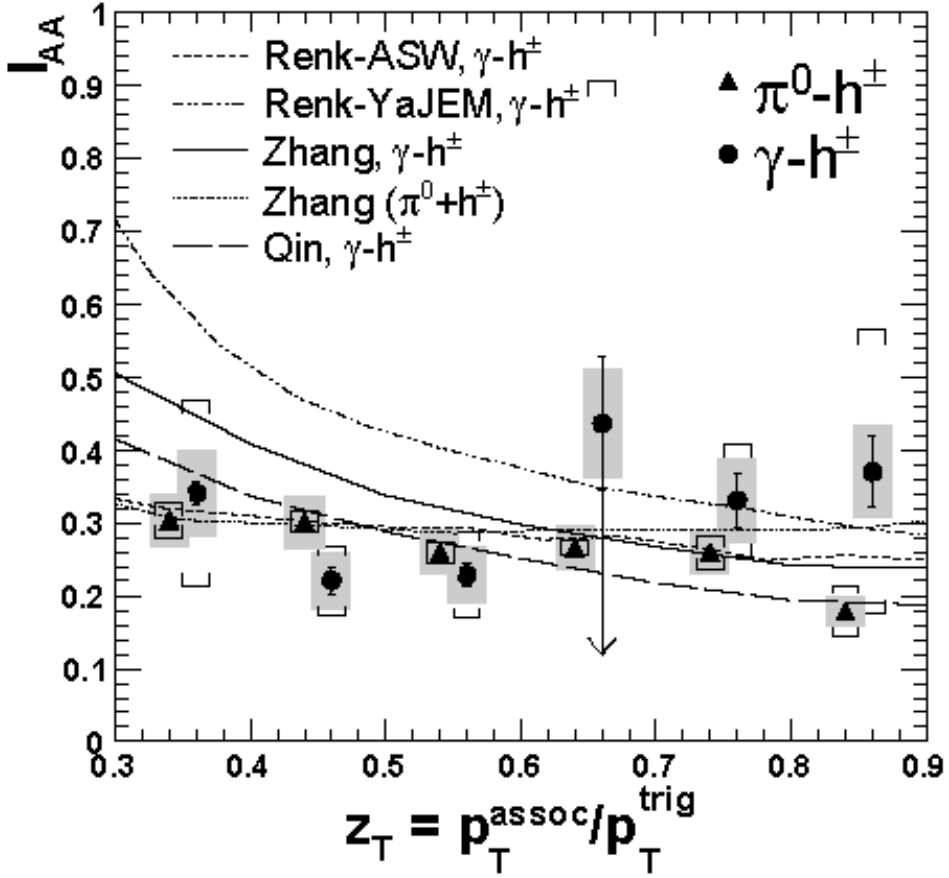 I_AA
1
0.9
0.8
0.7
0.6
0.5
0.4
0.3
0.2
0.1
0
Renk-ASW, γ-h±
Renk-YaJEM, γ-h±
Zhang, γ-h±
Zhang (π⁰+h±)
Qin, γ-h±
π⁰-h±
γ-h±
0.3 0.4 0.5 0.6 0.7 0.8 0.9
z_T = p_T^assoc/p_T^trig